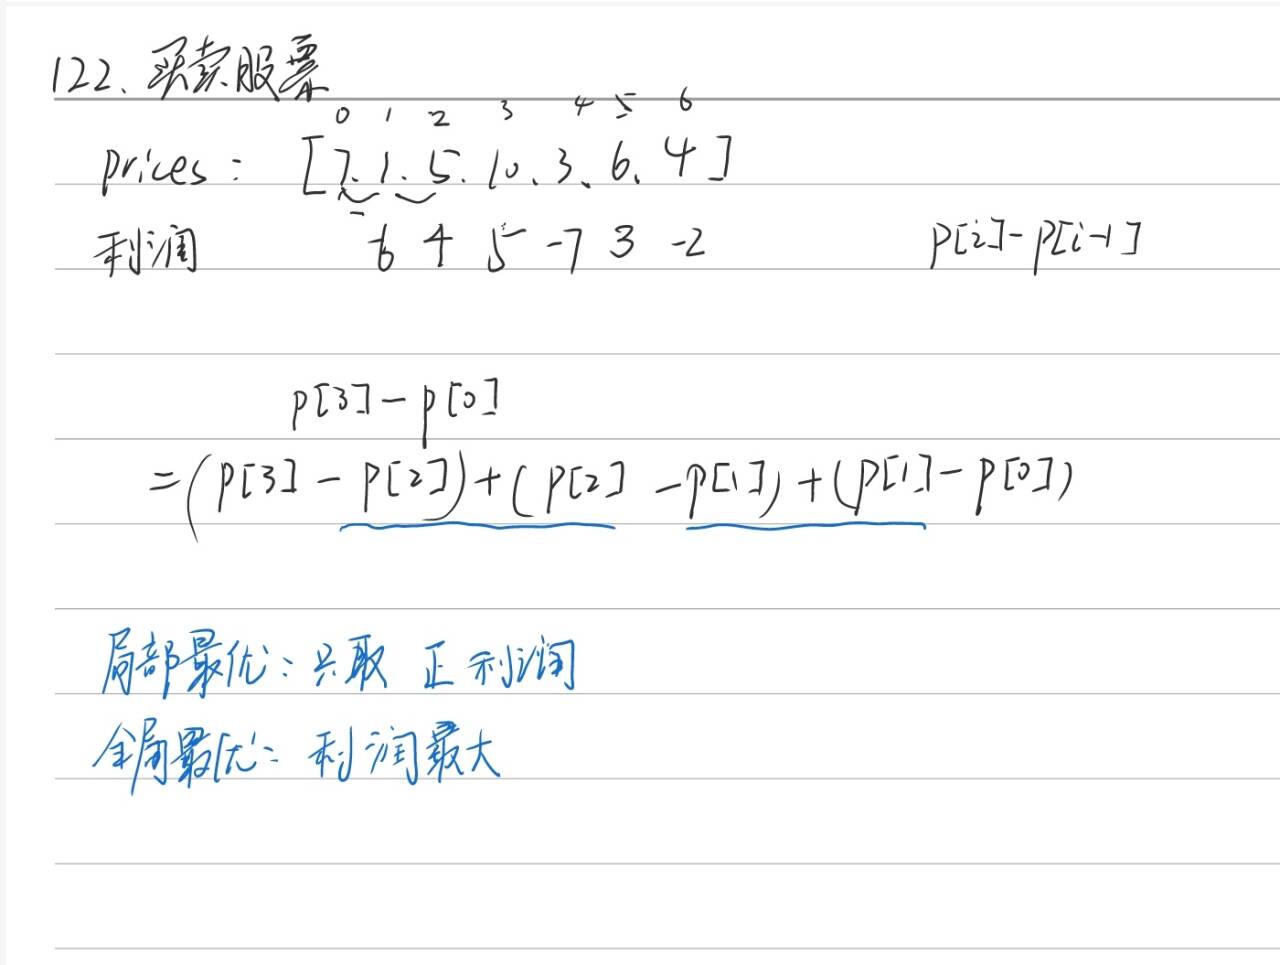 122、买卖股票
0 1 2 3 4 5 6
prices: [7.1.5.10、3、6、4]
利润 -6 4 5 -7 3 -2 P[i]-P[i-1]
P[3]-P[0]
=(P[3]-P[2])+(P[2]-P[1])+(P[1]-P[0])
局部最优:只取 正利润
全局最优:利润最大